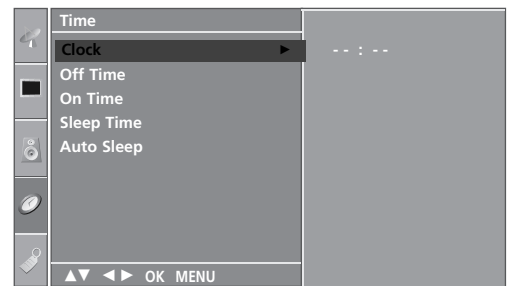 Time
Clock ► - - : - -
Off Time
On Time
Sleep Time
Auto Sleep
▲▼ ◄► OK MENU